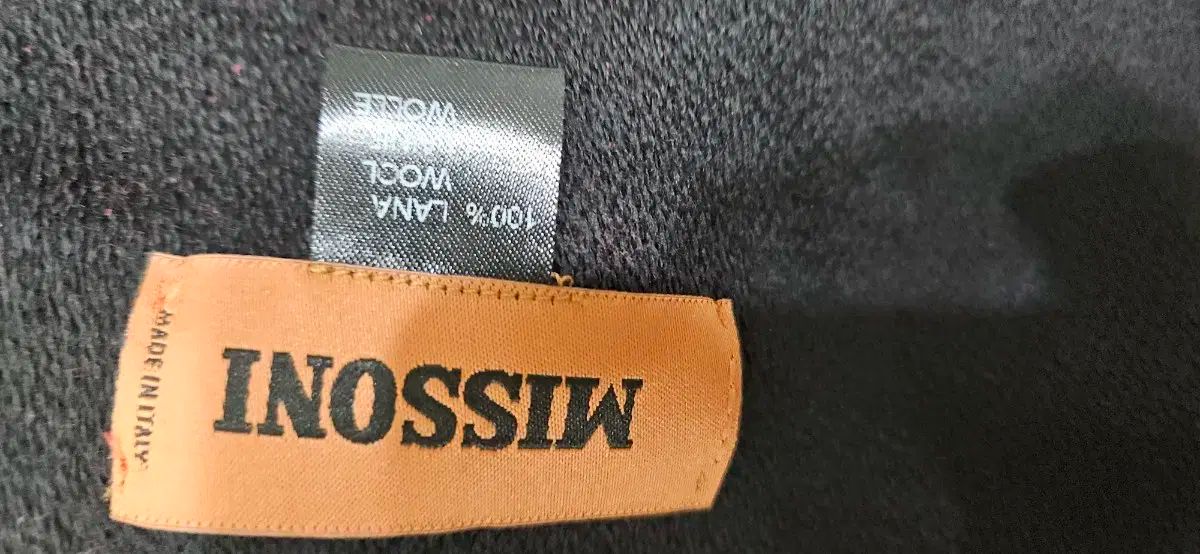 MISSONI
MADE IN ITALY
100% LANA
WOOL
WOLLE